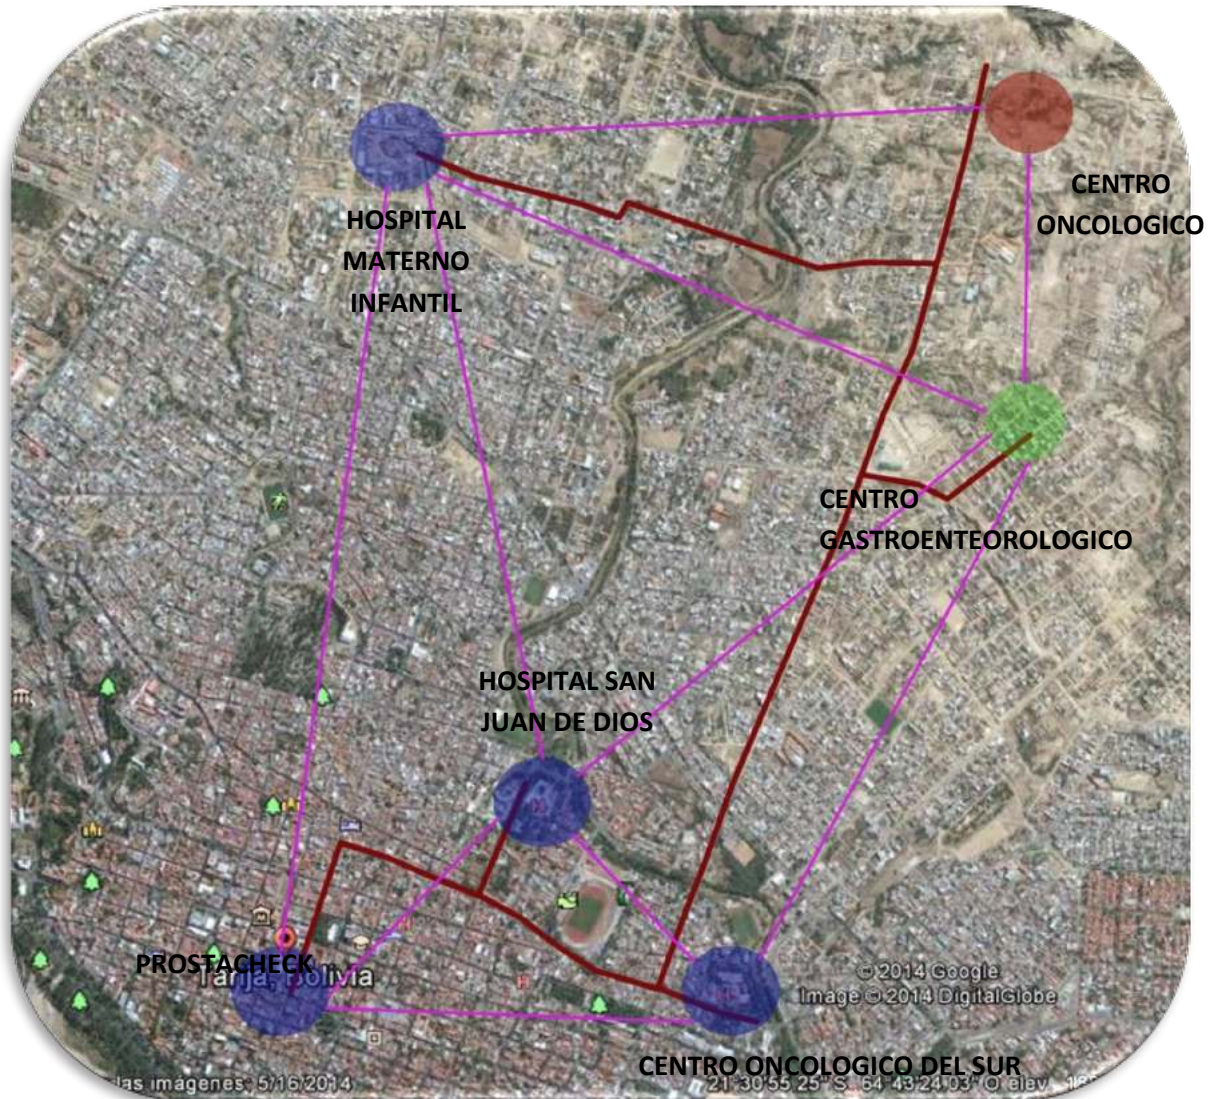 CENTRO
ONCOLOGICO
HOSPITAL
MATERNO
INFANTIL
CENTRO
GASTROENTEOROLOGICO
HOSPITAL SAN
JUAN DE DIOS
PROSTACHECK
Tarija, Bolivia
© 2014 Google
Image © 2014 DigitalGlobe
CENTRO ONCOLOGICO DEL SUR
las imágenes: 5/16/2014
21°30'55.25" S 64°43'24.03" O elev.